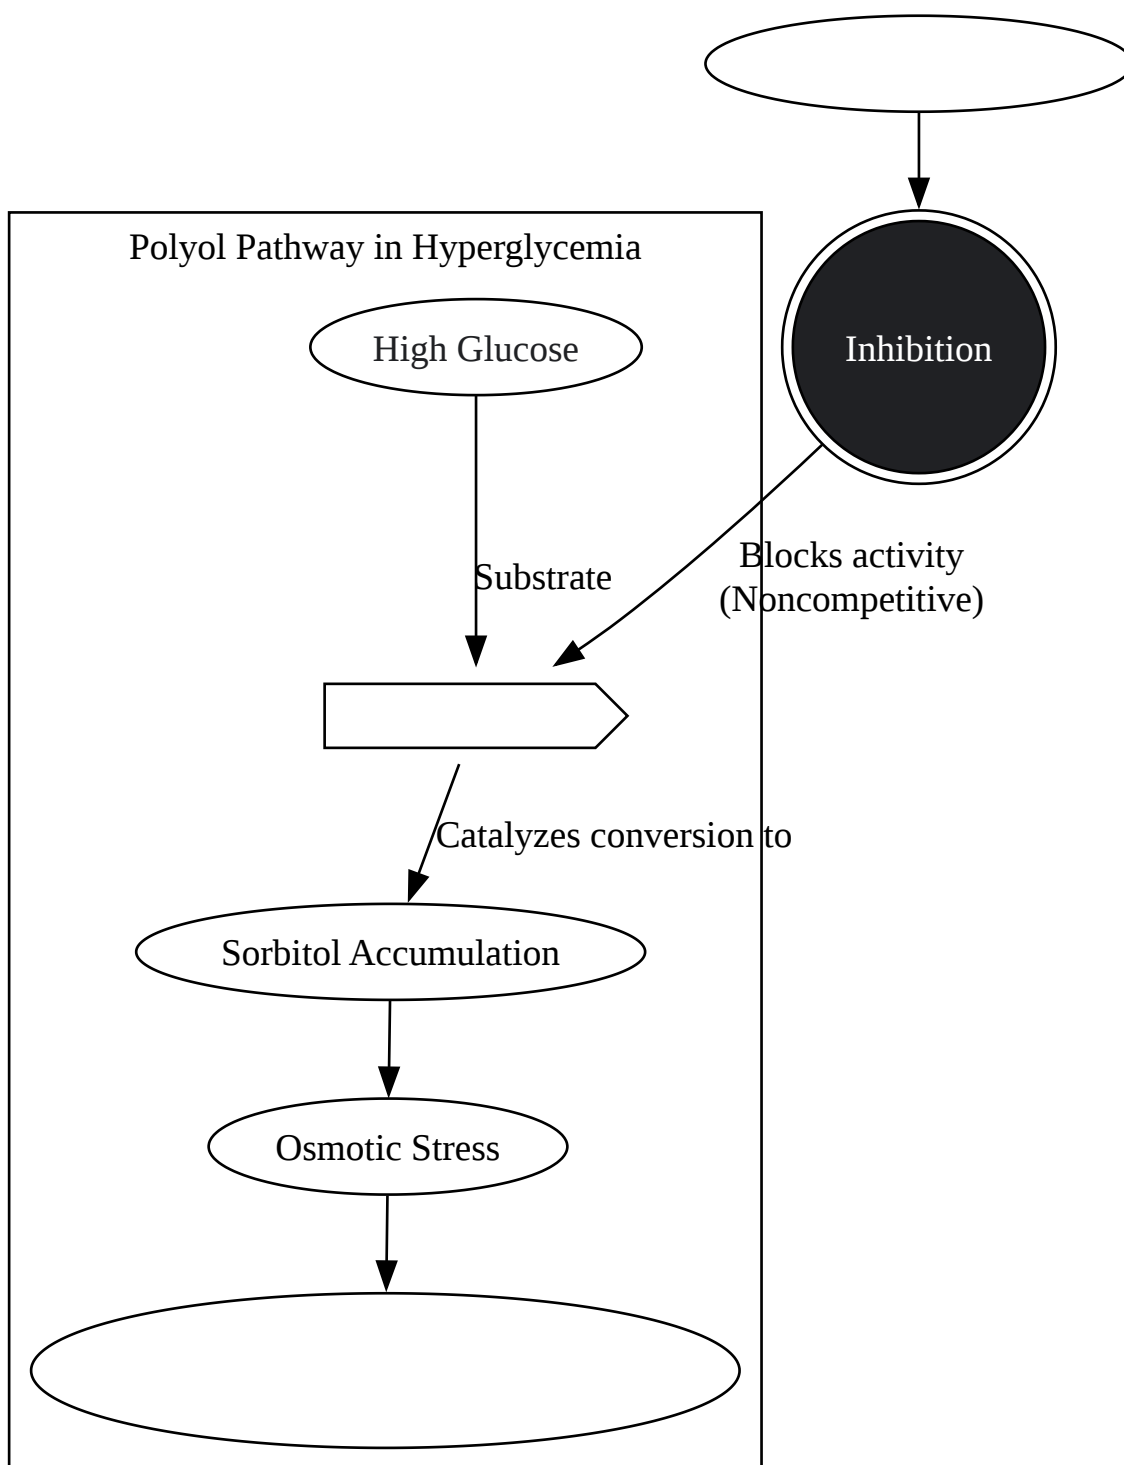 Polyol Pathway in Hyperglycemia
High Glucose
Inhibition
Substrate
Blocks activity
(Noncompetitive)
Catalyzes conversion to
Sorbitol Accumulation
Osmotic Stress